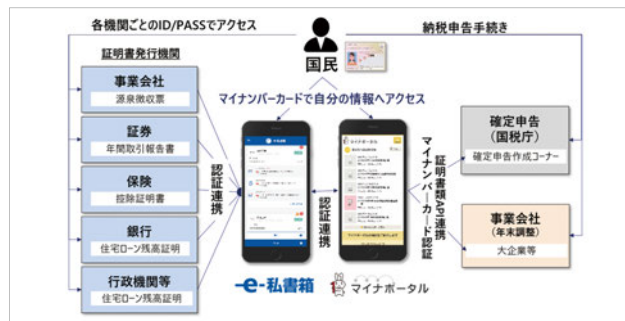 各機関ごとのID/PASSでアクセス
納税申告手続き
国民
証明書発行機関
マイナンバーカードで自分の情報へアクセス
事業会社
源泉徴収票
証券
年間取引報告書
保険
控除証明書
銀行
住宅ローン残高証明
行政機関等
住宅ローン残高証明
認証連携
認証連携
マイナンバーカード認証
証明書類API連携
確定申告
(国税庁)
確定申告作成コーナー
事業会社
(年末調整)
大企業等
e-私書箱
マイナポータル